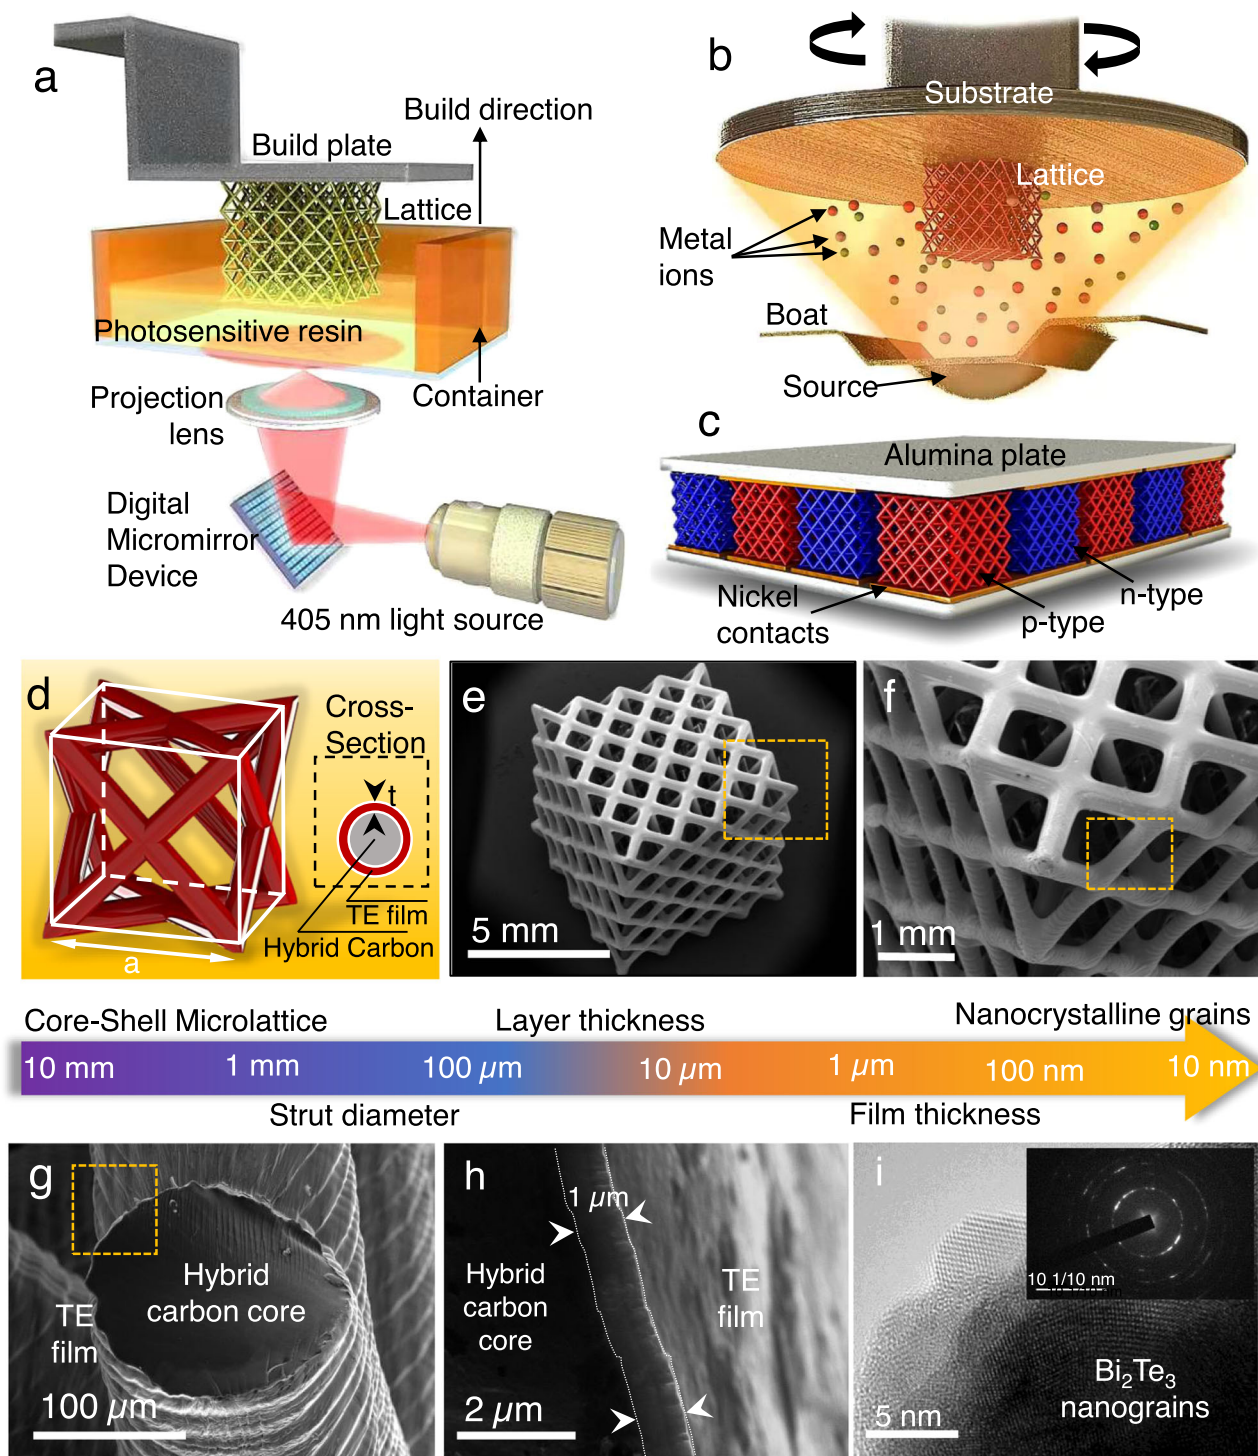 a
Build direction
Build plate
Lattice
Photosensitive resin
Projection
lens
Container
Digital
Micromirror
Device
405 nm light source
b
Substrate
Lattice
Metal
ions
Boat
Source
c
Alumina plate
Nickel
contacts
n-type
p-type
d
Cross-
Section
t
TE film
Hybrid Carbon
a
e
5 mm
f
1 mm
Core-Shell Microlattice
Layer thickness
Nanocrystalline grains
10 mm 1 mm 100 µm 10 µm 1 µm 100 nm 10 nm
Strut diameter
Film thickness
g
Hybrid
carbon core
TE
film
100 µm
h
1 µm
Hybrid
carbon
core
TE
film
2 µm
i
10 1/10 nm
Bi₂Te₃
nanograins
5 nm